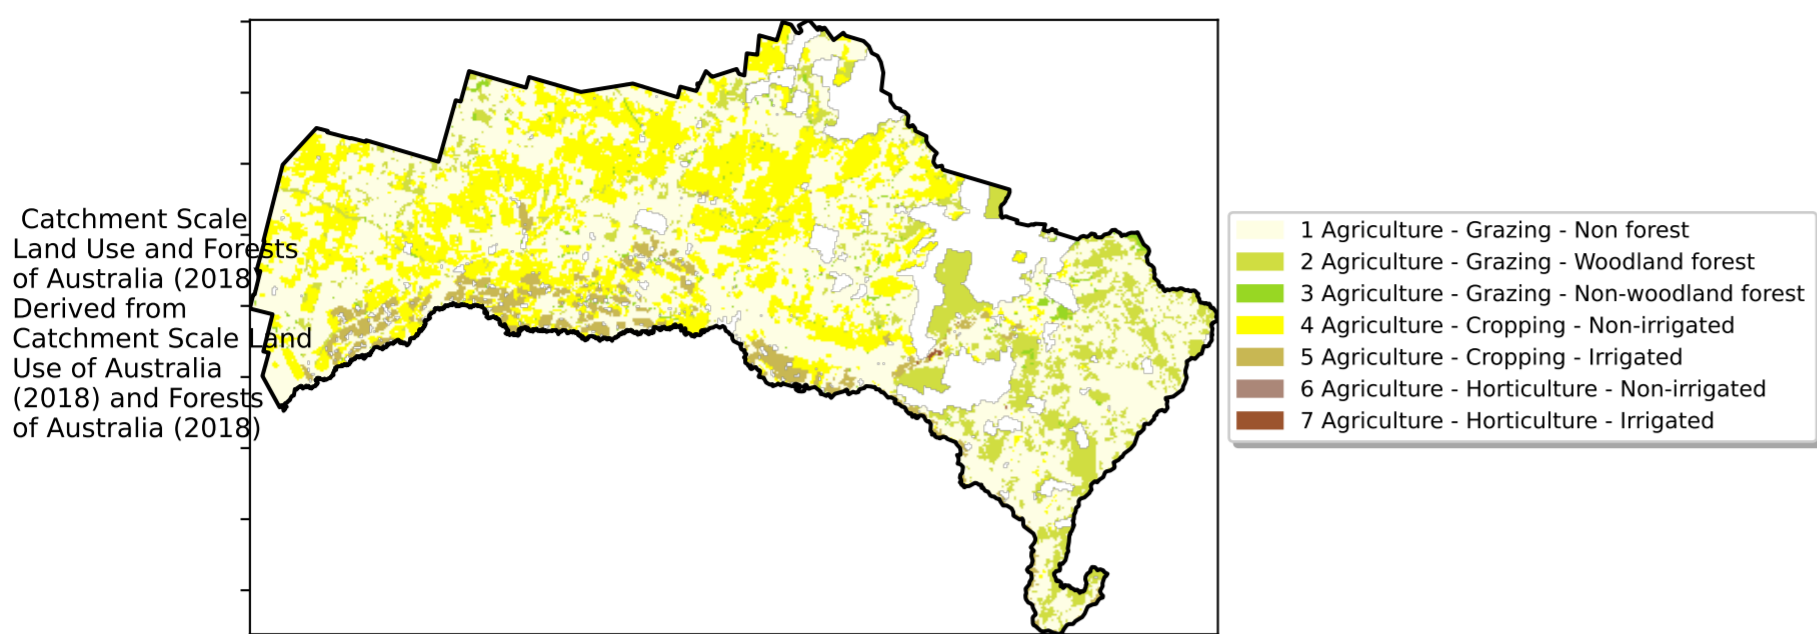 Catchment Scale
Land Use and Forests
of Australia (2018)
Derived from
Catchment Scale Land
Use of Australia
(2018) and Forests
of Australia (2018)
1 Agriculture - Grazing - Non forest
2 Agriculture - Grazing - Woodland forest
3 Agriculture - Grazing - Non-woodland forest
4 Agriculture - Cropping - Non-irrigated
5 Agriculture - Cropping - Irrigated
6 Agriculture - Horticulture - Non-irrigated
7 Agriculture - Horticulture - Irrigated